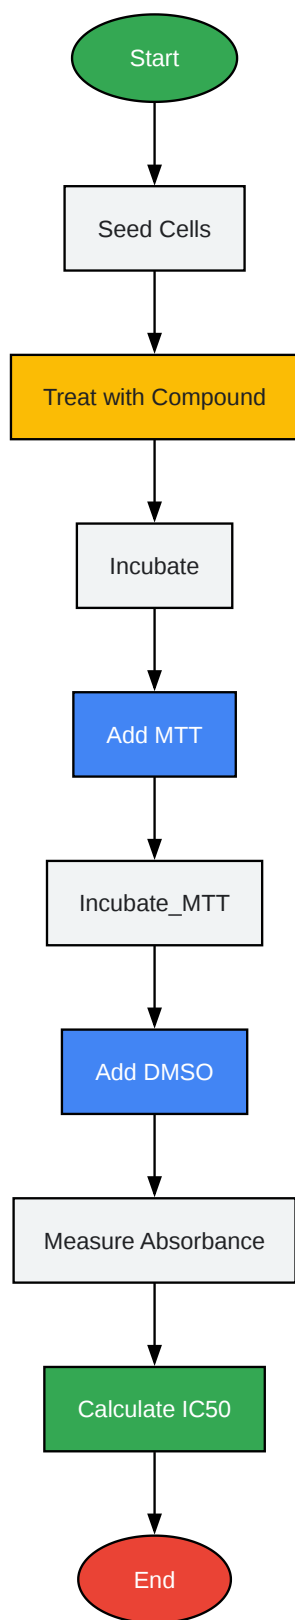 Start
Seed Cells
Treat with Compound
Incubate
Add MTT
Incubate_MTT
Add DMSO
Measure Absorbance
Calculate IC50
End